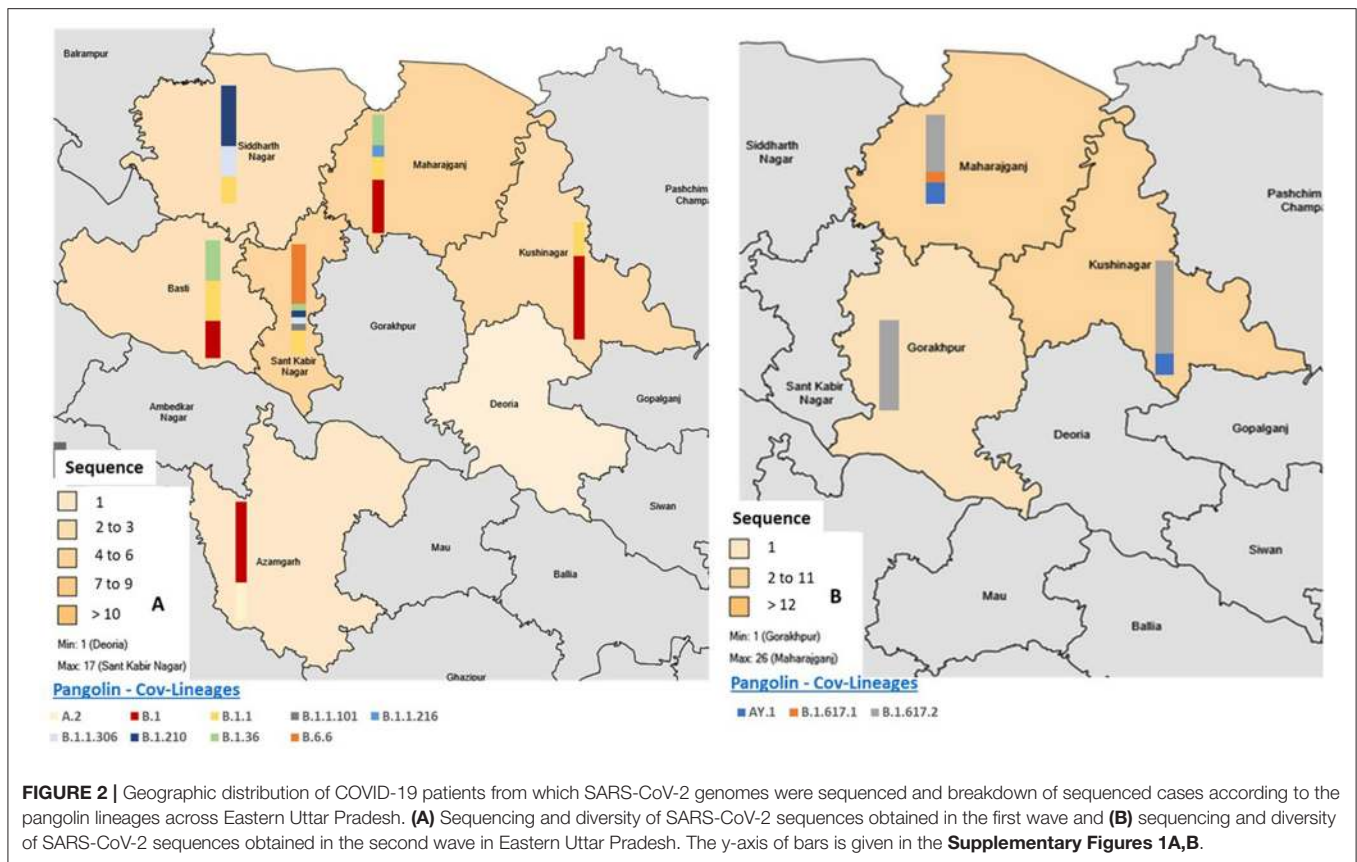 Balrampur
Siddharth
Nagar
Maharajganj
Pashchim
Champa
Kushinagar
Basti
Sant Kabir
Nagar
Gorakhpur
Ambedkar
Nagar
Deoria
Gopalganj
Siwan
Azamgarh
Mau
Ballia
Ghazipur
Sequence
1
2 to 3
4 to 6
7 to 9
> 10
A
Min: 1 (Deoria)
Max: 17 (Sant Kabir Nagar)
Pangolin - Cov-Lineages
A.2 B.1 B.1.1 B.1.1.101 B.1.1.216
B.1.1.306 B.1.210 B.1.36 B.6.6
Siddharth
Nagar
Maharajganj
Pashchim
Champa
Kushinagar
Gorakhpur
Sant Kabir
Nagar
Deoria
Gopalganj
Siwan
Mau
Ballia
Sequence
1
2 to 11
> 12
B
Min: 1 (Gorakhpur)
Max: 26 (Maharajganj)
Pangolin - Cov-Lineages
AY.1 B.1.617.1 B.1.617.2
FIGURE 2 | Geographic distribution of COVID-19 patients from which SARS-CoV-2 genomes were sequenced and breakdown of sequenced cases according to the
pangolin lineages across Eastern Uttar Pradesh. (A) Sequencing and diversity of SARS-CoV-2 sequences obtained in the first wave and (B) sequencing and diversity
of SARS-CoV-2 sequences obtained in the second wave in Eastern Uttar Pradesh. The y-axis of bars is given in the Supplementary Figures 1A,B.